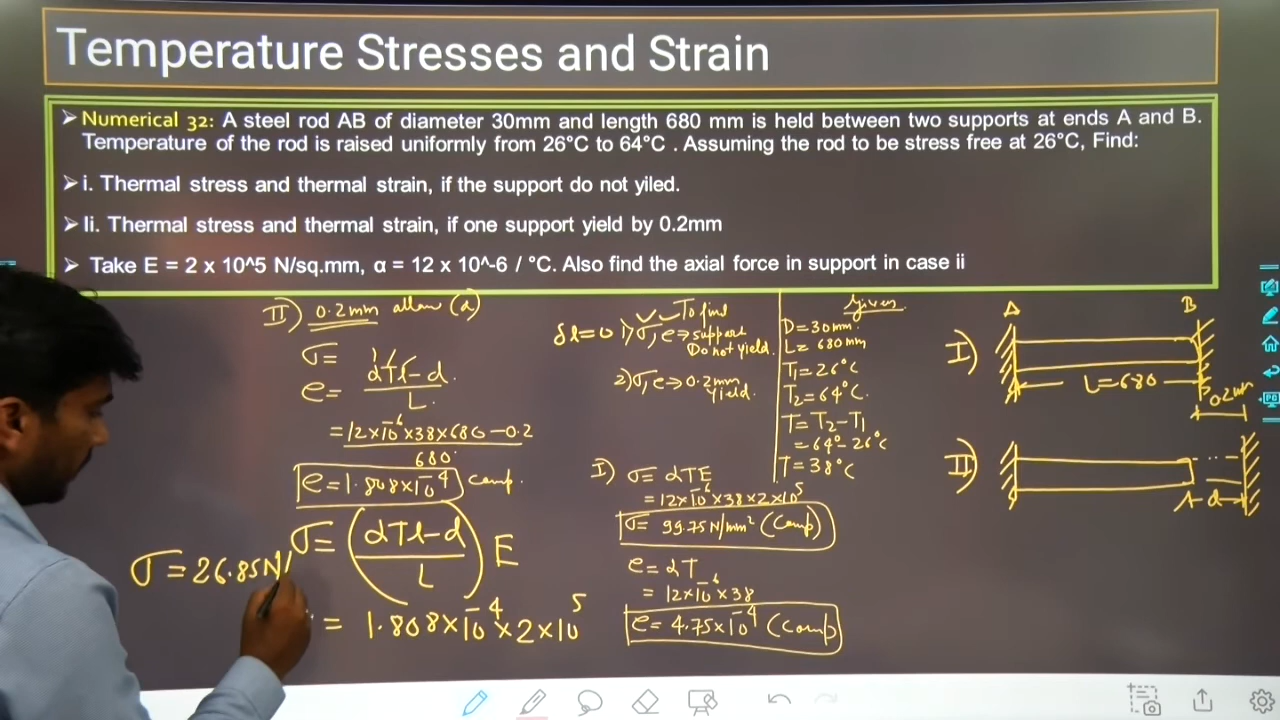 Temperature Stresses and Strain
➤ Numerical 32: A steel rod AB of diameter 30mm and length 680 mm is held between two supports at ends A and B.
Temperature of the rod is raised uniformly from 26°C to 64°C . Assuming the rod to be stress free at 26°C, Find:
➤ i. Thermal stress and thermal strain, if the support do not yiled.
➤ Ii. Thermal stress and thermal strain, if one support yield by 0.2mm
➤ Take E = 2 x 10^5 N/sq.mm, α = 12 x 10^-6 / °C. Also find the axial force in support in case ii
II) 0.2mm allow (d)
σ=
e= αTl-d
L
=12×10^-6×38×680-0.2
680
e=1.808×10^-4 comp.
σ= (αTl-d) E
L
= 1.808×10^-4×2×10^5
σ=26.85N/
To find
δl=0 1) σ, e→support
Do not yield.
2) σ, e→0.2mm
yield.
I) σ= αTE
=12×10^-6×38×2×10^5
σ= 99.75 N/mm² (comp)
e= αT
= 12×10^-6×38
e= 4.75×10^-4 (comp)
Given
D=30mm.
L= 680mm
T1=26°C
T2=64°C.
T=T2-T1
=64°-26°C
T=38°C
A B
I)
L=680
0.2mm
II)
d